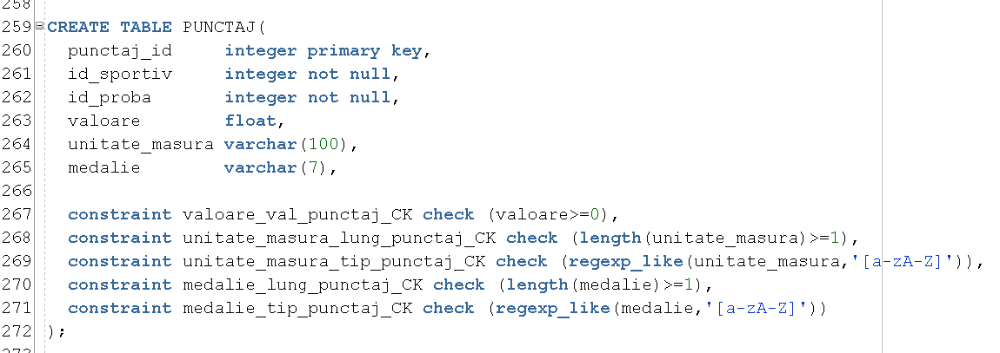 258
259 CREATE TABLE PUNCTAJ(
260 punctaj_id integer primary key,
261 id_sportiv integer not null,
262 id_proba integer not null,
263 valoare float,
264 unitate_masura varchar(100),
265 medalie varchar(7),
266
267 constraint valoare_val_punctaj_CK check (valoare>=0),
268 constraint unitate_masura_lung_punctaj_CK check (length(unitate_masura)>=1),
269 constraint unitate_masura_tip_punctaj_CK check (regexp_like(unitate_masura,'[a-zA-Z]')),
270 constraint medalie_lung_punctaj_CK check (length(medalie)>=1),
271 constraint medalie_tip_punctaj_CK check (regexp_like(medalie,'[a-zA-Z]'))
272 );
273